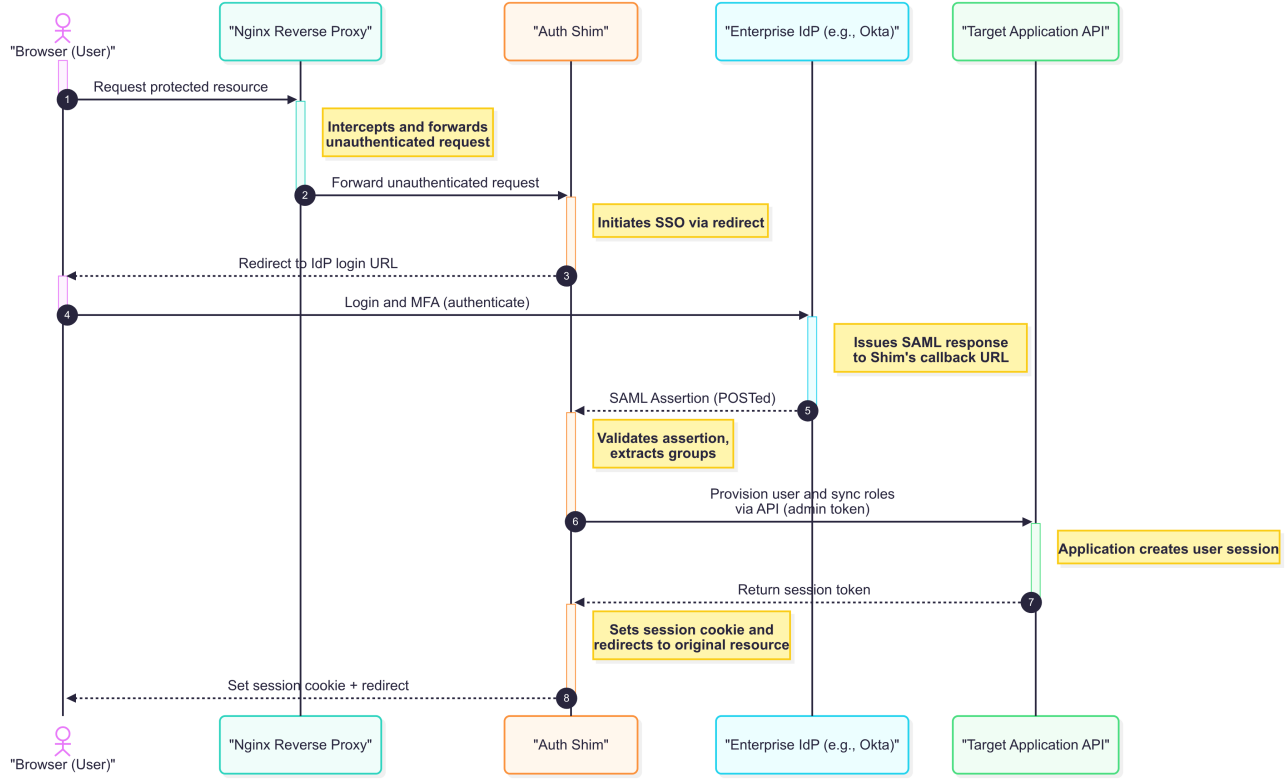 "Browser (User)"
"Nginx Reverse Proxy"
"Auth Shim"
"Enterprise IdP (e.g., Okta)"
"Target Application API"
1
Request protected resource
Intercepts and forwards
unauthenticated request
2
Forward unauthenticated request
Initiates SSO via redirect
Redirect to IdP login URL
3
4
Login and MFA (authenticate)
Issues SAML response
to Shim's callback URL
SAML Assertion (POSTed)
5
Validates assertion,
extracts groups
6
Provision user and sync roles
via API (admin token)
Application creates user session
Return session token
7
Sets session cookie and
redirects to original resource
Set session cookie + redirect
8
"Browser (User)"
"Nginx Reverse Proxy"
"Auth Shim"
"Enterprise IdP (e.g., Okta)"
"Target Application API"